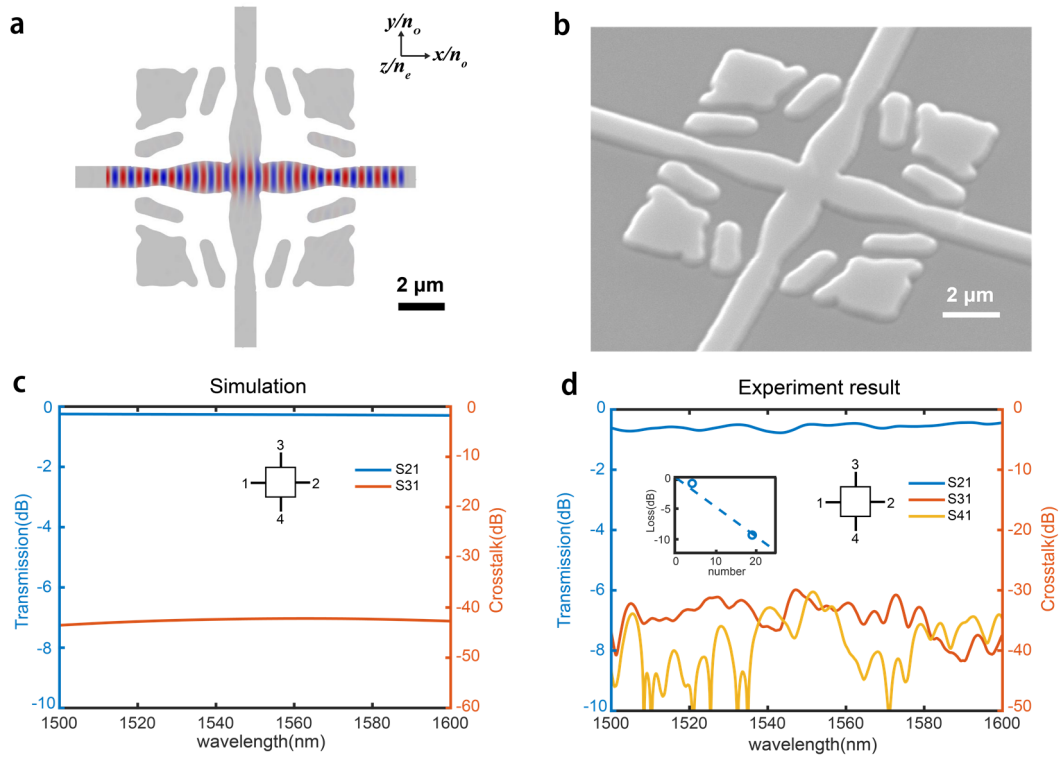 a
y/n_o
x/n_o
z/n_e
2 μm
b
2 μm
c
Simulation
0
-2
-4
-6
-8
-10
Transmission(dB)
0
-10
-20
-30
-40
-50
-60
Crosstalk(dB)
3
1
2
4
S21
S31
1500
1520
1540
1560
1580
1600
wavelength(nm)
d
Experiment result
0
-2
-4
-6
-8
-10
Transmission(dB)
0
-10
-20
-30
-40
-50
Crosstalk(dB)
0
-5
-10
Loss(dB)
0
10
20
number
3
1
2
4
S21
S31
S41
1500
1520
1540
1560
1580
1600
wavelength(nm)